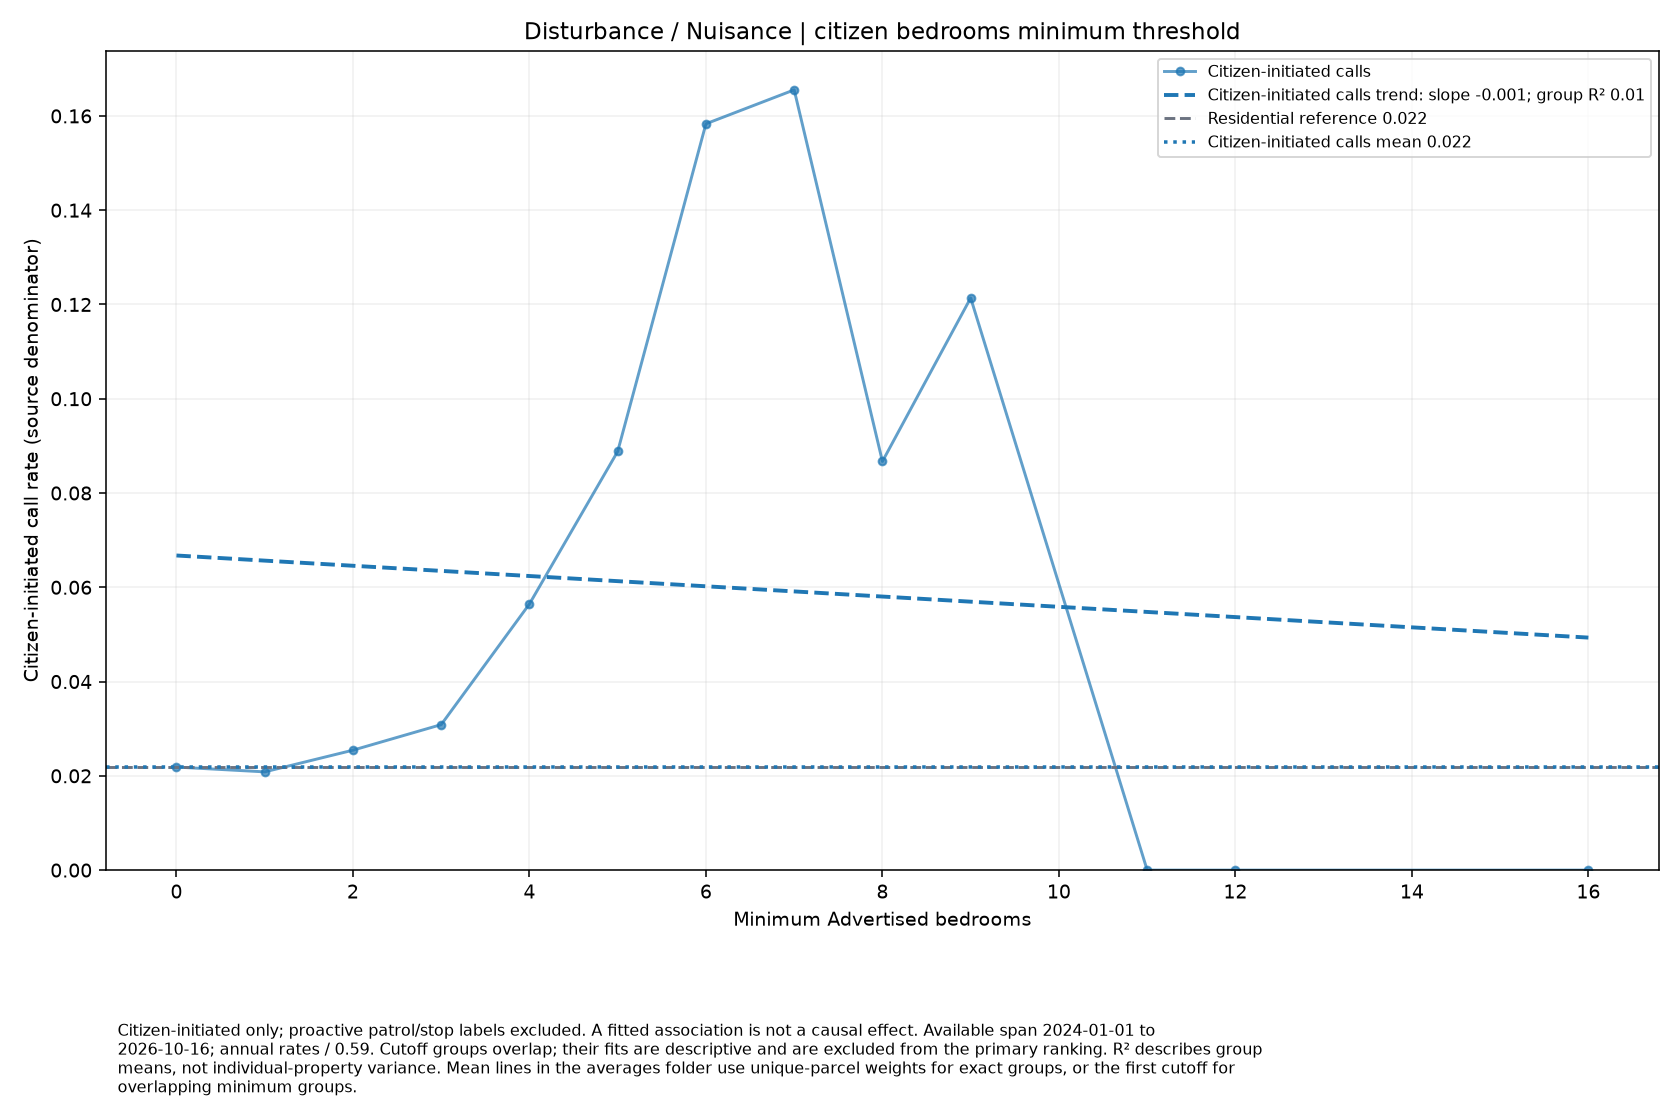 Disturbance / Nuisance | citizen bedrooms minimum threshold
Citizen-initiated calls
Citizen-initiated calls trend: slope -0.001; group R² 0.01
Residential reference 0.022
Citizen-initiated calls mean 0.022
Citizen-initiated call rate (source denominator)
0.16
0.14
0.12
0.10
0.08
0.06
0.04
0.02
0.00
0 2 4 6 8 10 12 14 16
Minimum Advertised bedrooms
Citizen-initiated only; proactive patrol/stop labels excluded. A fitted association is not a causal effect. Available span 2024-01-01 to
2026-10-16; annual rates / 0.59. Cutoff groups overlap; their fits are descriptive and are excluded from the primary ranking. R² describes group
means, not individual-property variance. Mean lines in the averages folder use unique-parcel weights for exact groups, or the first cutoff for
overlapping minimum groups.